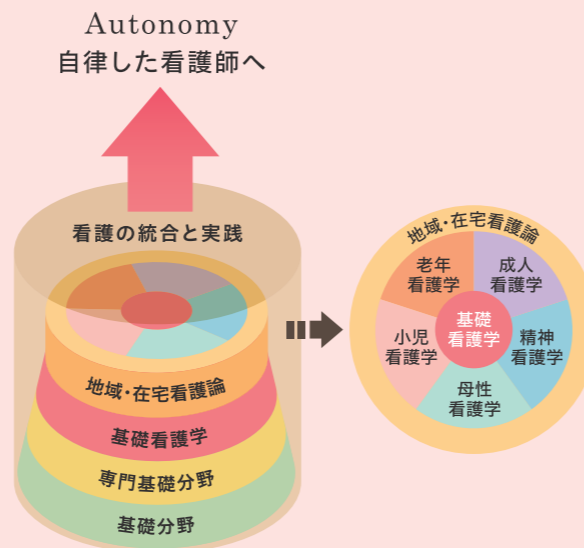 Autonomy
自律した看護師へ
看護の統合と実践
地域・在宅看護論
基礎看護学
専門基礎分野
基礎分野
地域・在宅看護論
老年
看護学
成人
看護学
基礎
看護学
小児
看護学
精神
看護学
母性
看護学